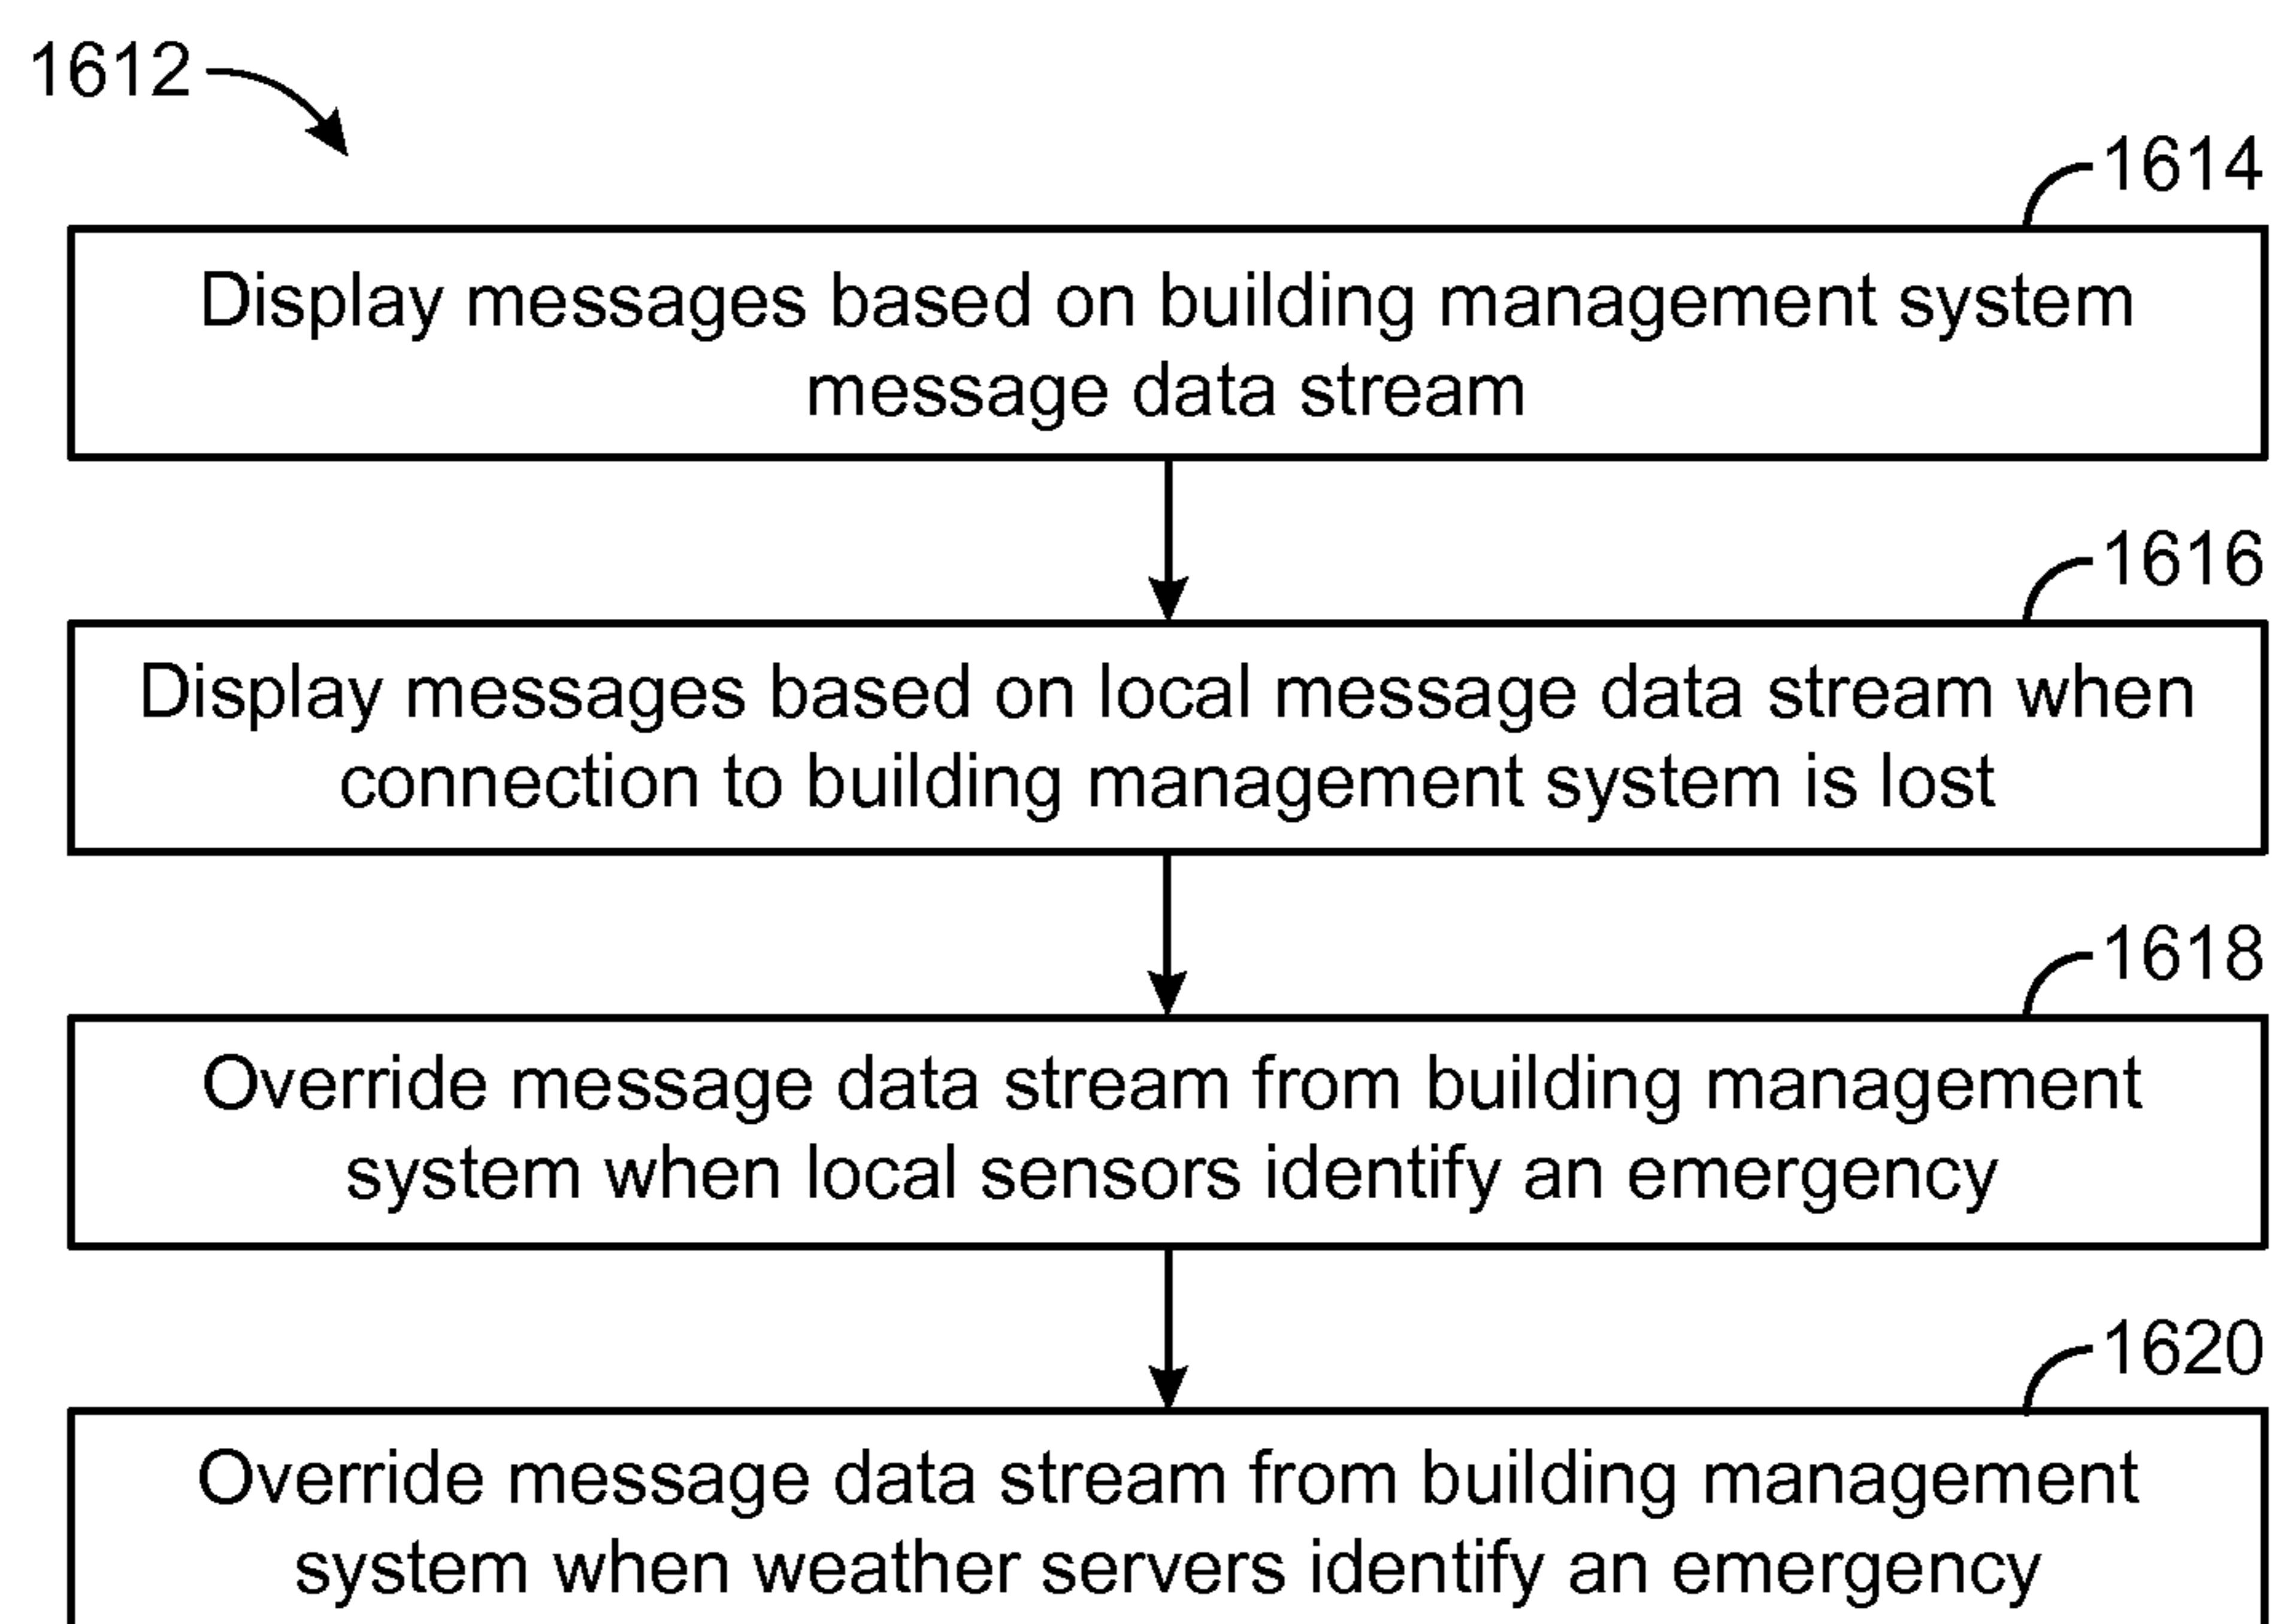 1612
1614
Display messages based on building management system
message data stream
1616
Display messages based on local message data stream when
connection to building management system is lost
1618
Override message data stream from building management
system when local sensors identify an emergency
1620
Override message data stream from building management
system when weather servers identify an emergency